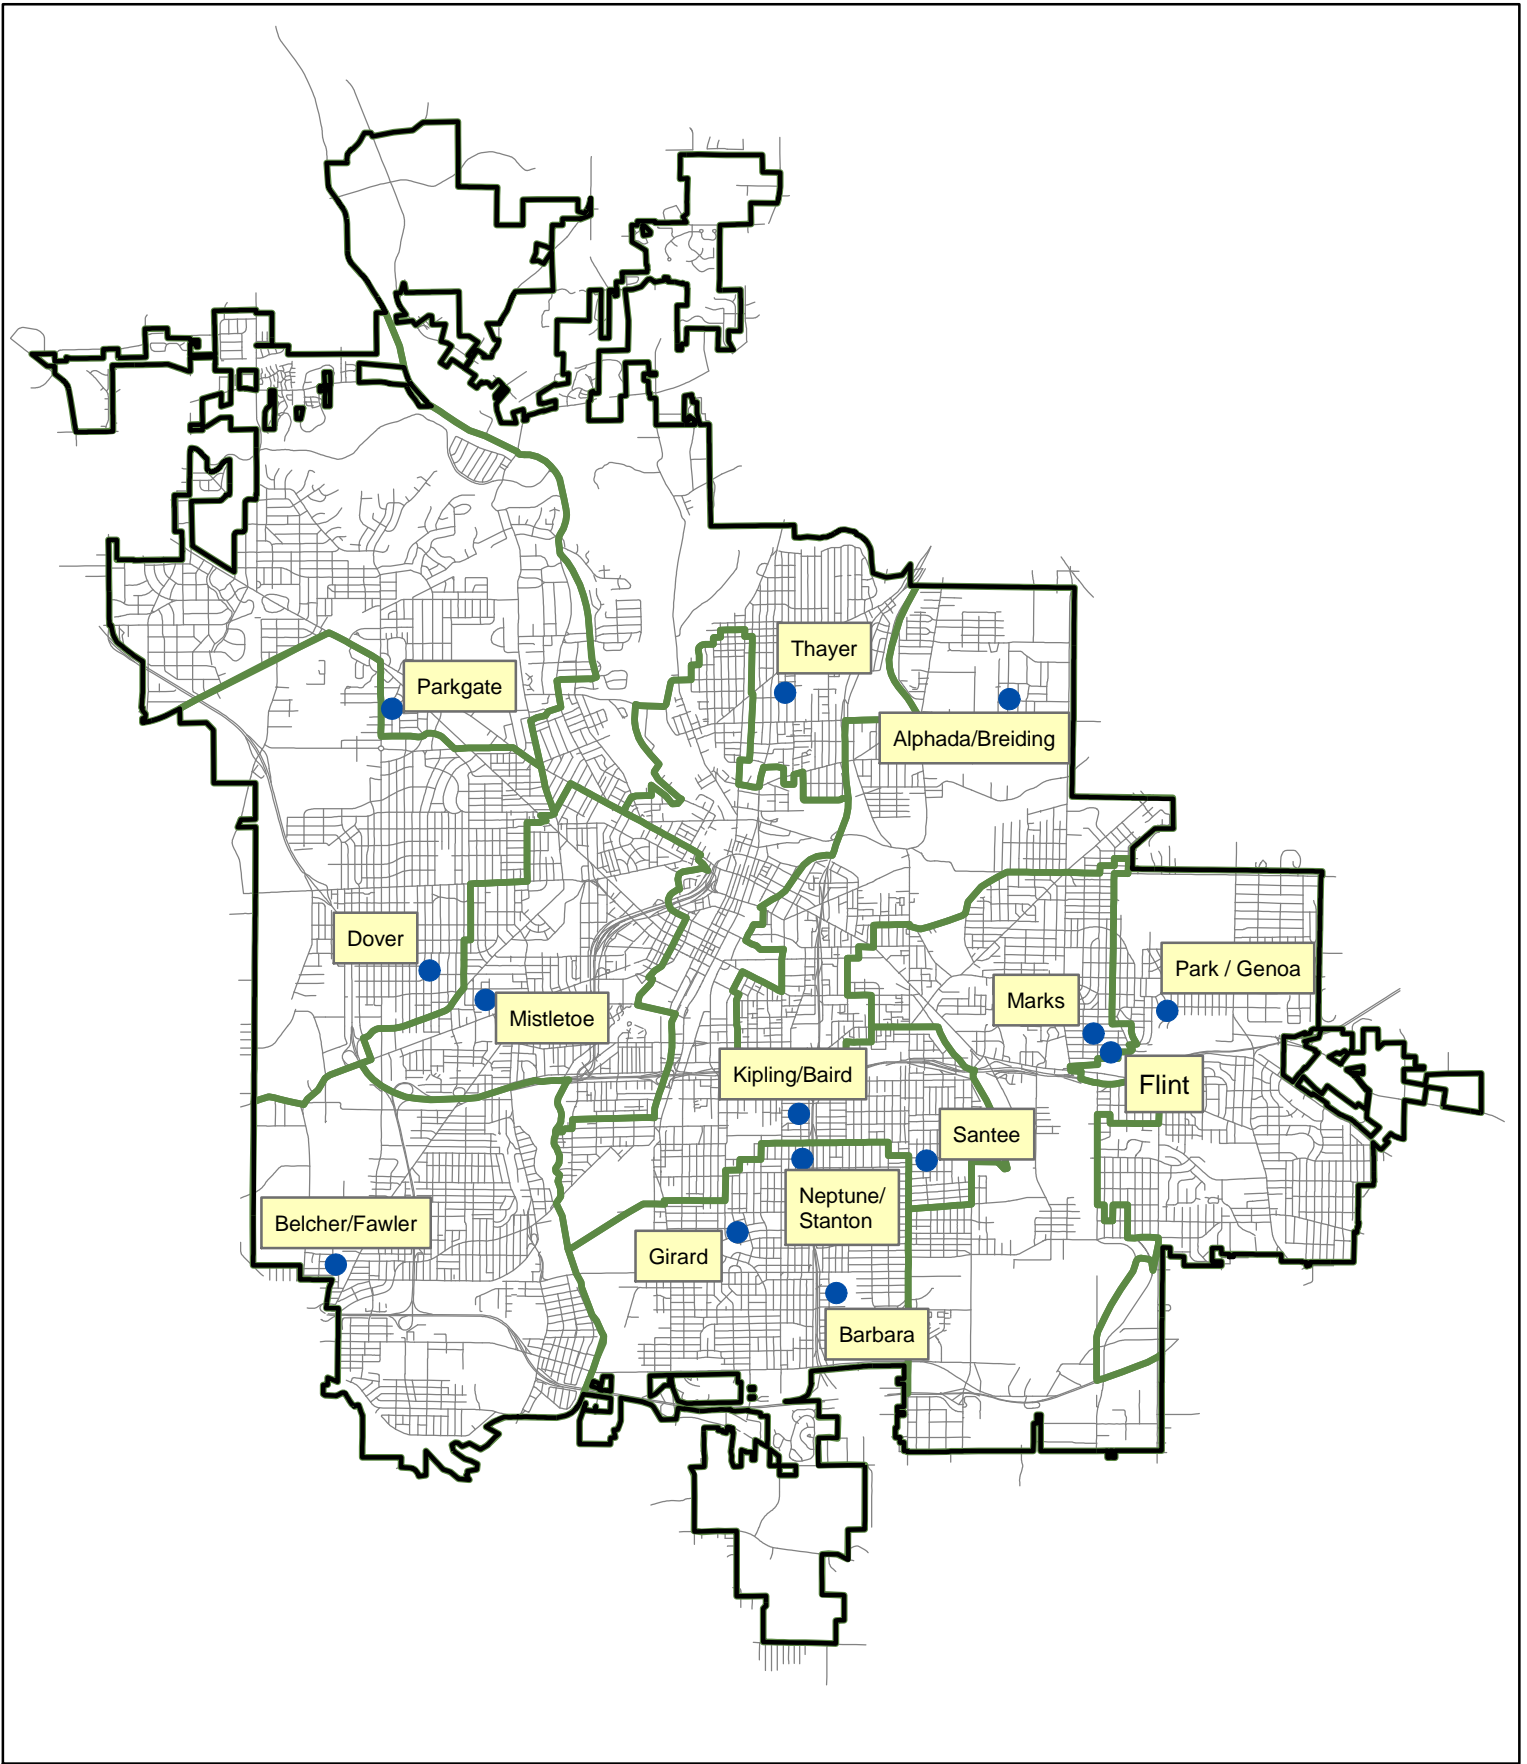 Thayer
Parkgate
Alphada/Breiding
Dover
Park / Genoa
Marks
Mistletoe
Kipling/Baird
Flint
Santee
Neptune/
Stanton
Belcher/Fawler
Girard
Barbara